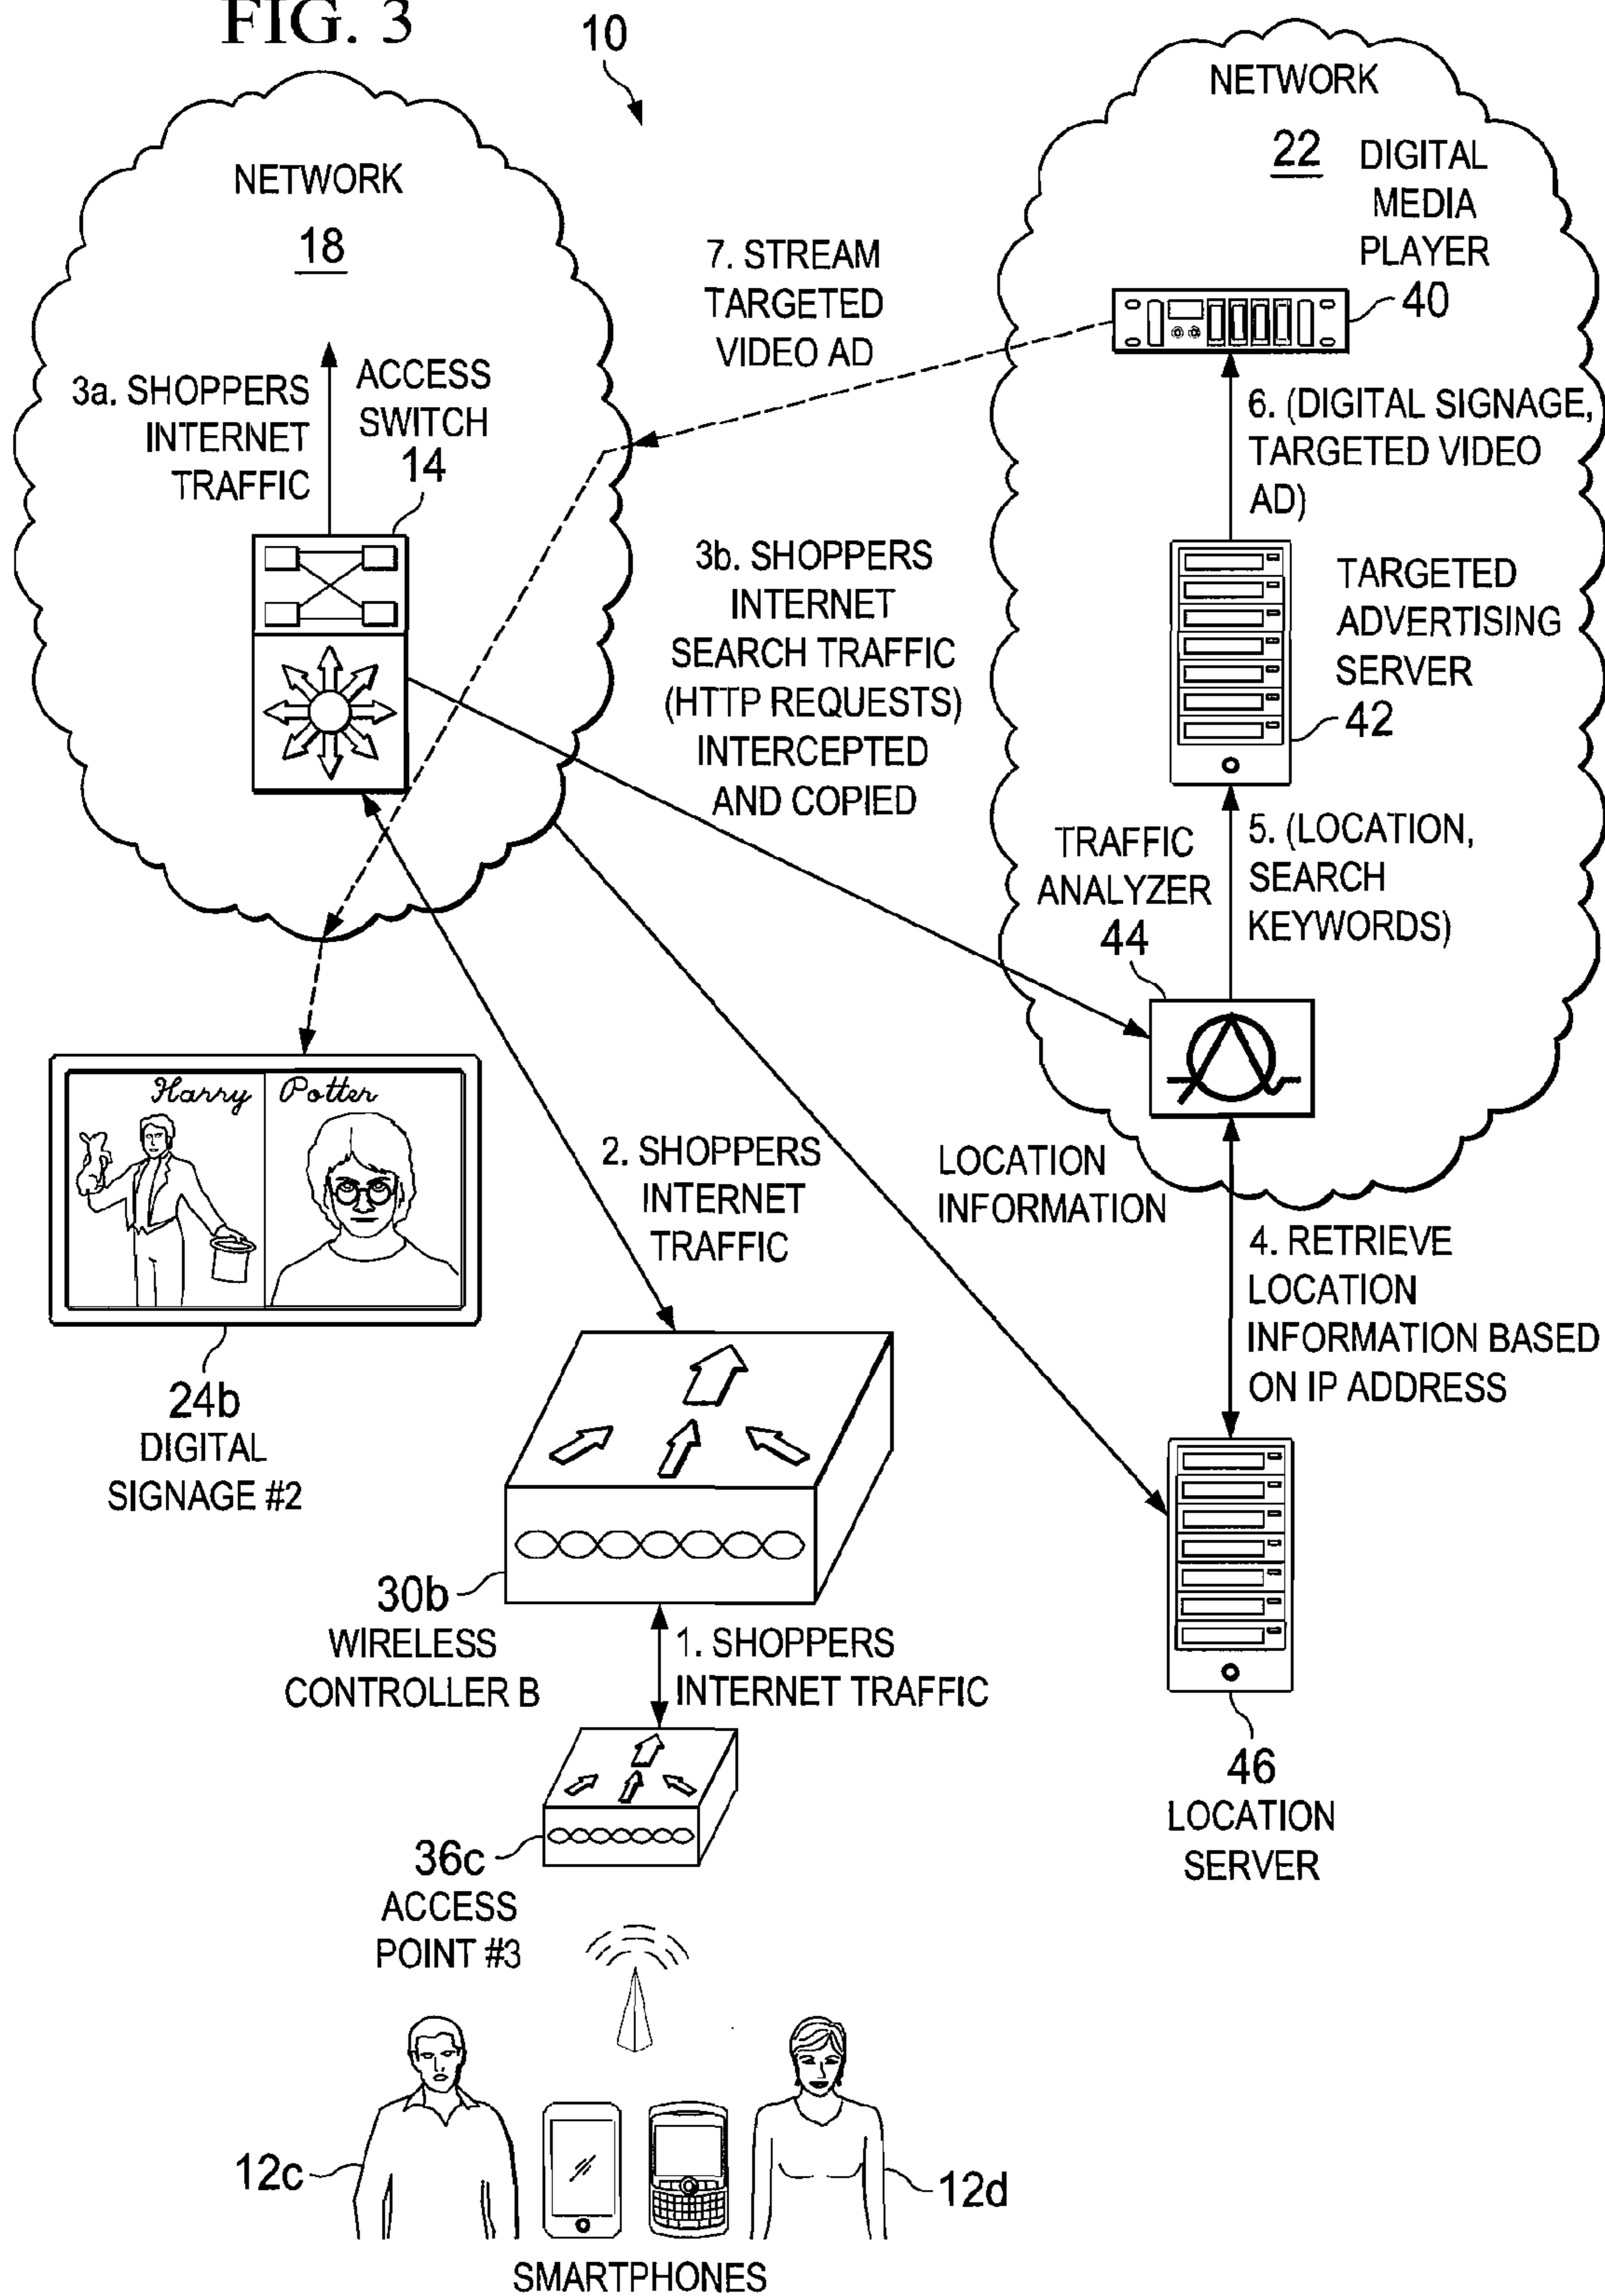 FIG. 3
10
NETWORK
18
3a. SHOPPERS
INTERNET
TRAFFIC
ACCESS
SWITCH
14
7. STREAM
TARGETED
VIDEO AD
NETWORK
22
DIGITAL
MEDIA
PLAYER
40
6. (DIGITAL SIGNAGE,
TARGETED VIDEO
AD)
3b. SHOPPERS
INTERNET
SEARCH TRAFFIC
(HTTP REQUESTS)
INTERCEPTED
AND COPIED
TARGETED
ADVERTISING
SERVER
42
TRAFFIC
ANALYZER
44
5. (LOCATION,
SEARCH
KEYWORDS)
Harry Potter
24b
DIGITAL
SIGNAGE #2
2. SHOPPERS
INTERNET
TRAFFIC
LOCATION
INFORMATION
4. RETRIEVE
LOCATION
INFORMATION BASED
ON IP ADDRESS
30b
WIRELESS
CONTROLLER B
1. SHOPPERS
INTERNET TRAFFIC
46
LOCATION
SERVER
36c
ACCESS
POINT #3
12c
12d
SMARTPHONES